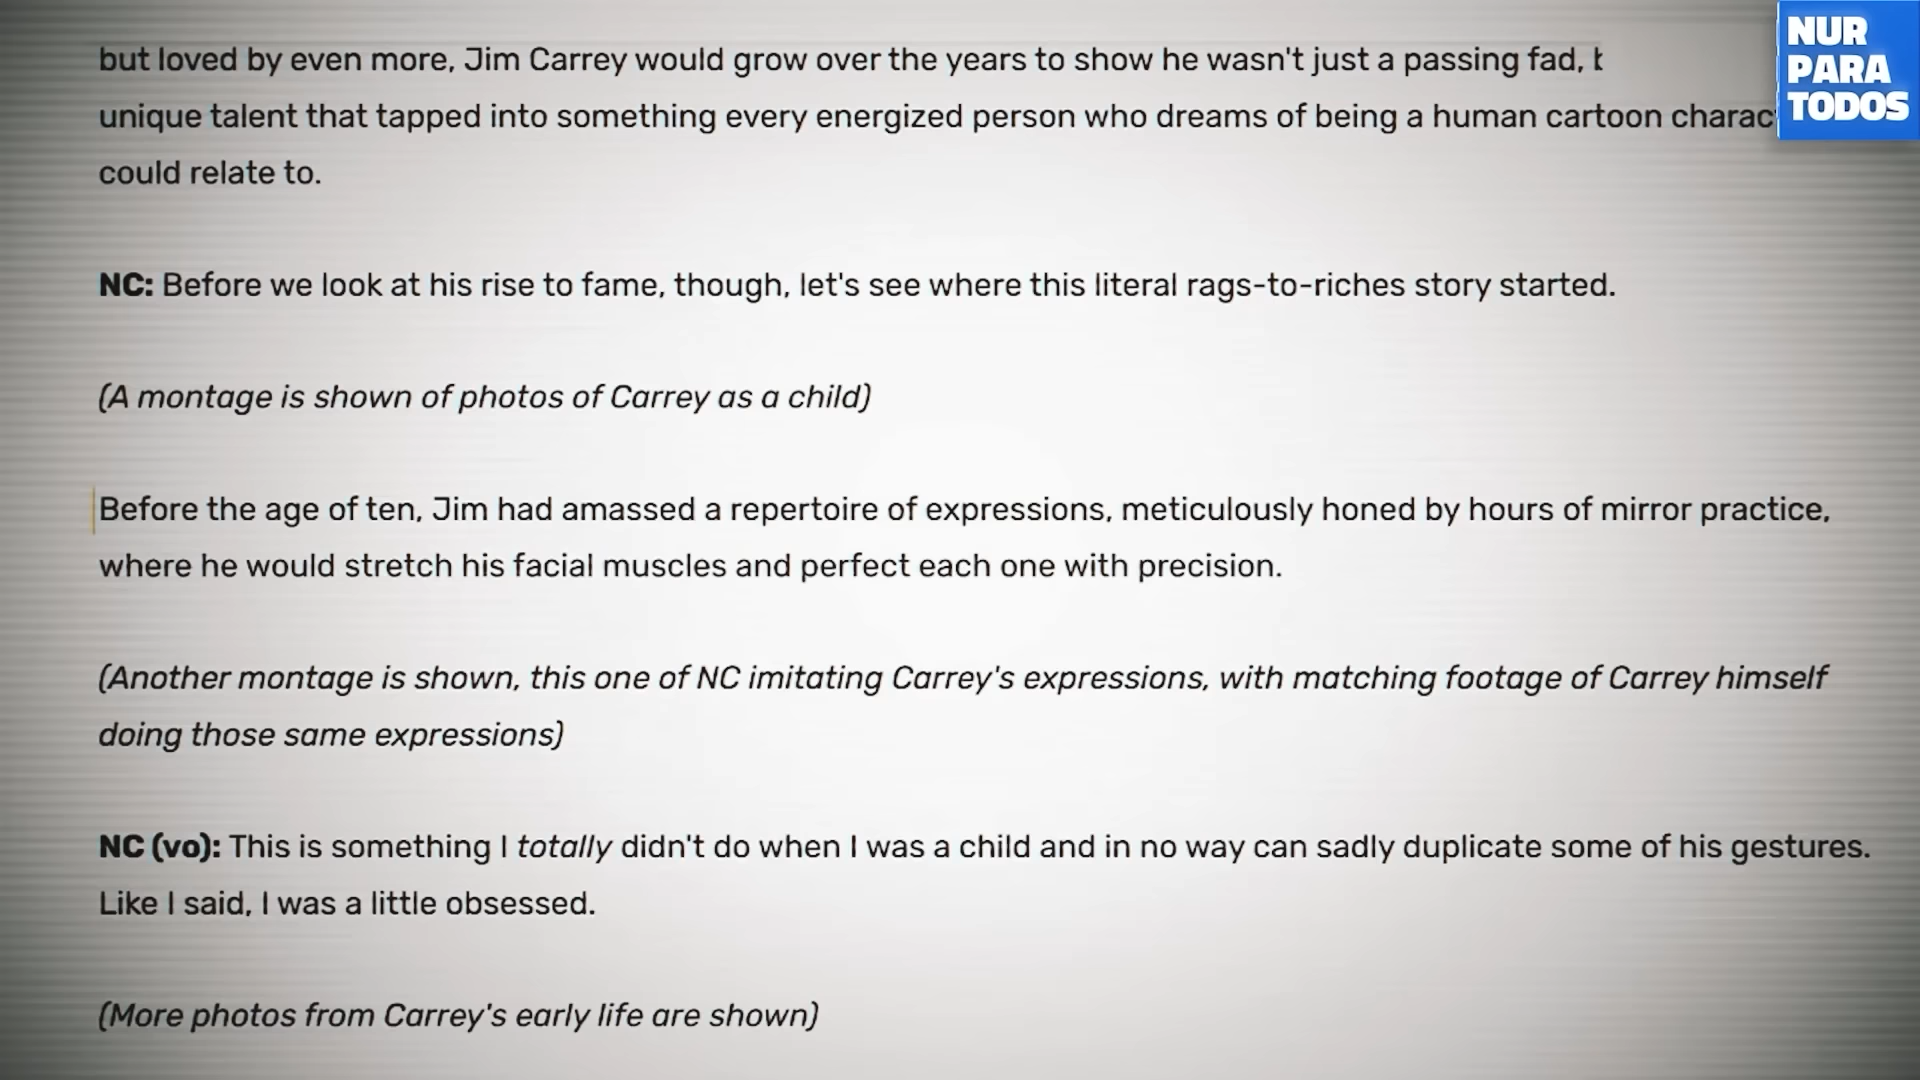 but loved by even more, Jim Carrey would grow over the years to show he wasn't just a passing fad,
unique talent that tapped into something every energized person who dreams of being a human cartoon
could relate to.
NC: Before we look at his rise to fame, though, let's see where this literal rags-to-riches story started.
(A montage is shown of photos of Carrey as a child)
Before the age of ten, Jim had amassed a repertoire of expressions, meticulously honed by hours of mirror practice,
where he would stretch his facial muscles and perfect each one with precision.
(Another montage is shown, this one of NC imitating Carrey's expressions, with matching footage of Carrey himself
doing those same expressions)
NC (vo): This is something I totally didn't do when I was a child and in no way can sadly duplicate some of his gestures.
Like I said, I was a little obsessed.
(More photos from Carrey's early life are shown)
NUR
PARA
TODOS